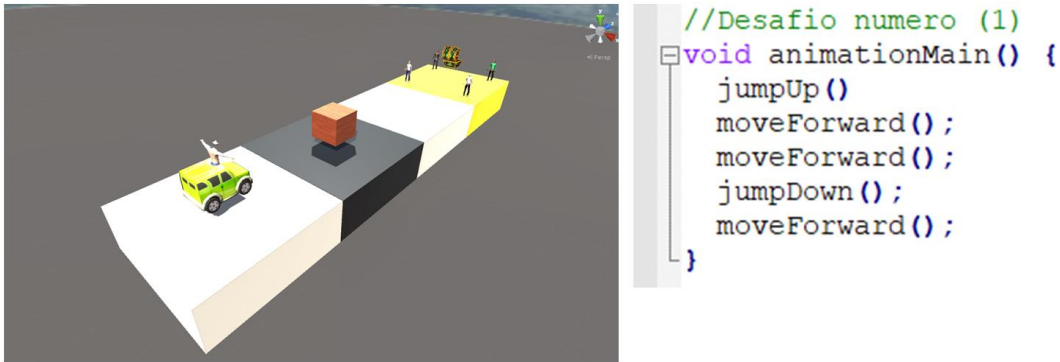 //Desafio numero (1)
void animationMain() {
jumpUp()
moveForward();
moveForward();
jumpDown();
moveForward();
}